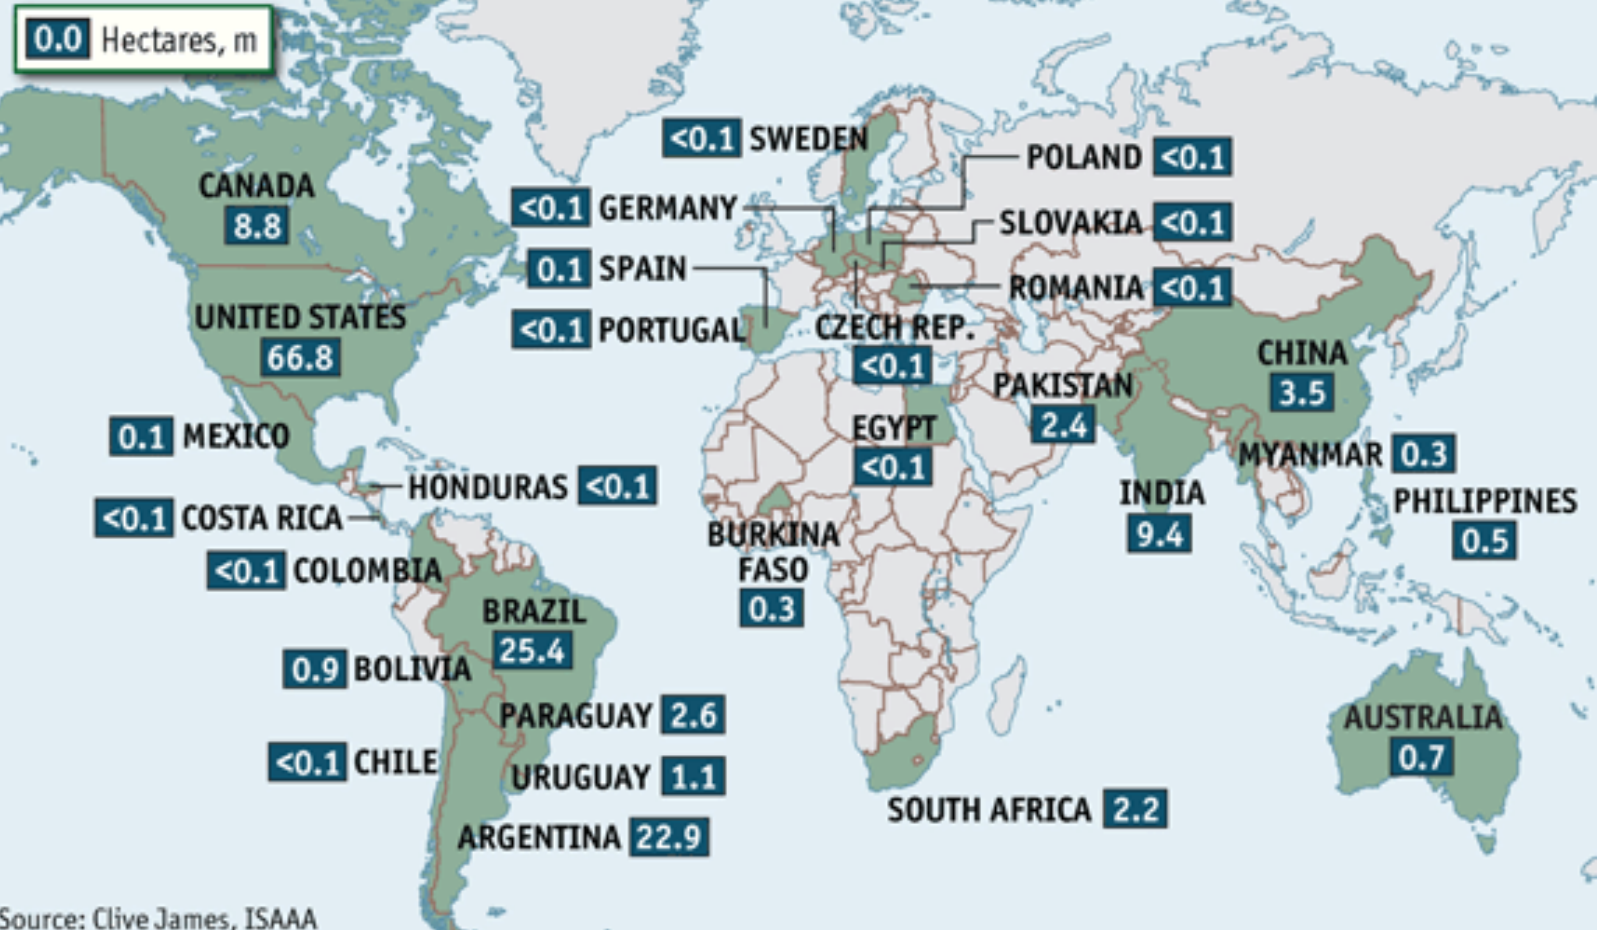 0.0 Hectares, m
<0.1 SWEDEN
POLAND <0.1
CANADA
8.8
<0.1 GERMANY
SLOVAKIA <0.1
0.1 SPAIN
ROMANIA <0.1
UNITED STATES
66.8
<0.1 PORTUGAL
CZECH REP.
<0.1
CHINA
3.5
PAKISTAN
2.4
0.1 MEXICO
EGYPT
<0.1
MYANMAR 0.3
HONDURAS <0.1
INDIA
9.4
PHILIPPINES
0.5
<0.1 COSTA RICA
BURKINA
FASO
0.3
<0.1 COLOMBIA
BRAZIL
25.4
0.9 BOLIVIA
PARAGUAY 2.6
AUSTRALIA
0.7
<0.1 CHILE
URUGUAY 1.1
SOUTH AFRICA 2.2
ARGENTINA 22.9
Source: Clive James, ISAAA